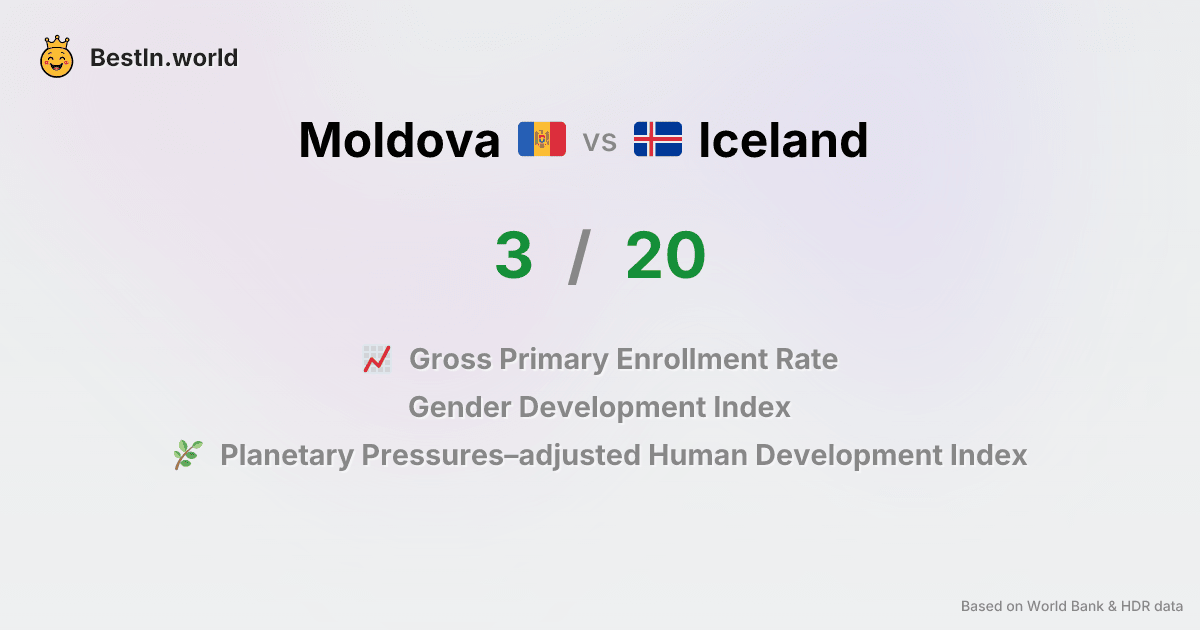 BestIn.world
Moldova vs Iceland
3 / 20
Gross Primary Enrollment Rate
Gender Development Index
Planetary Pressures–adjusted Human Development Index
Based on World Bank & HDR data